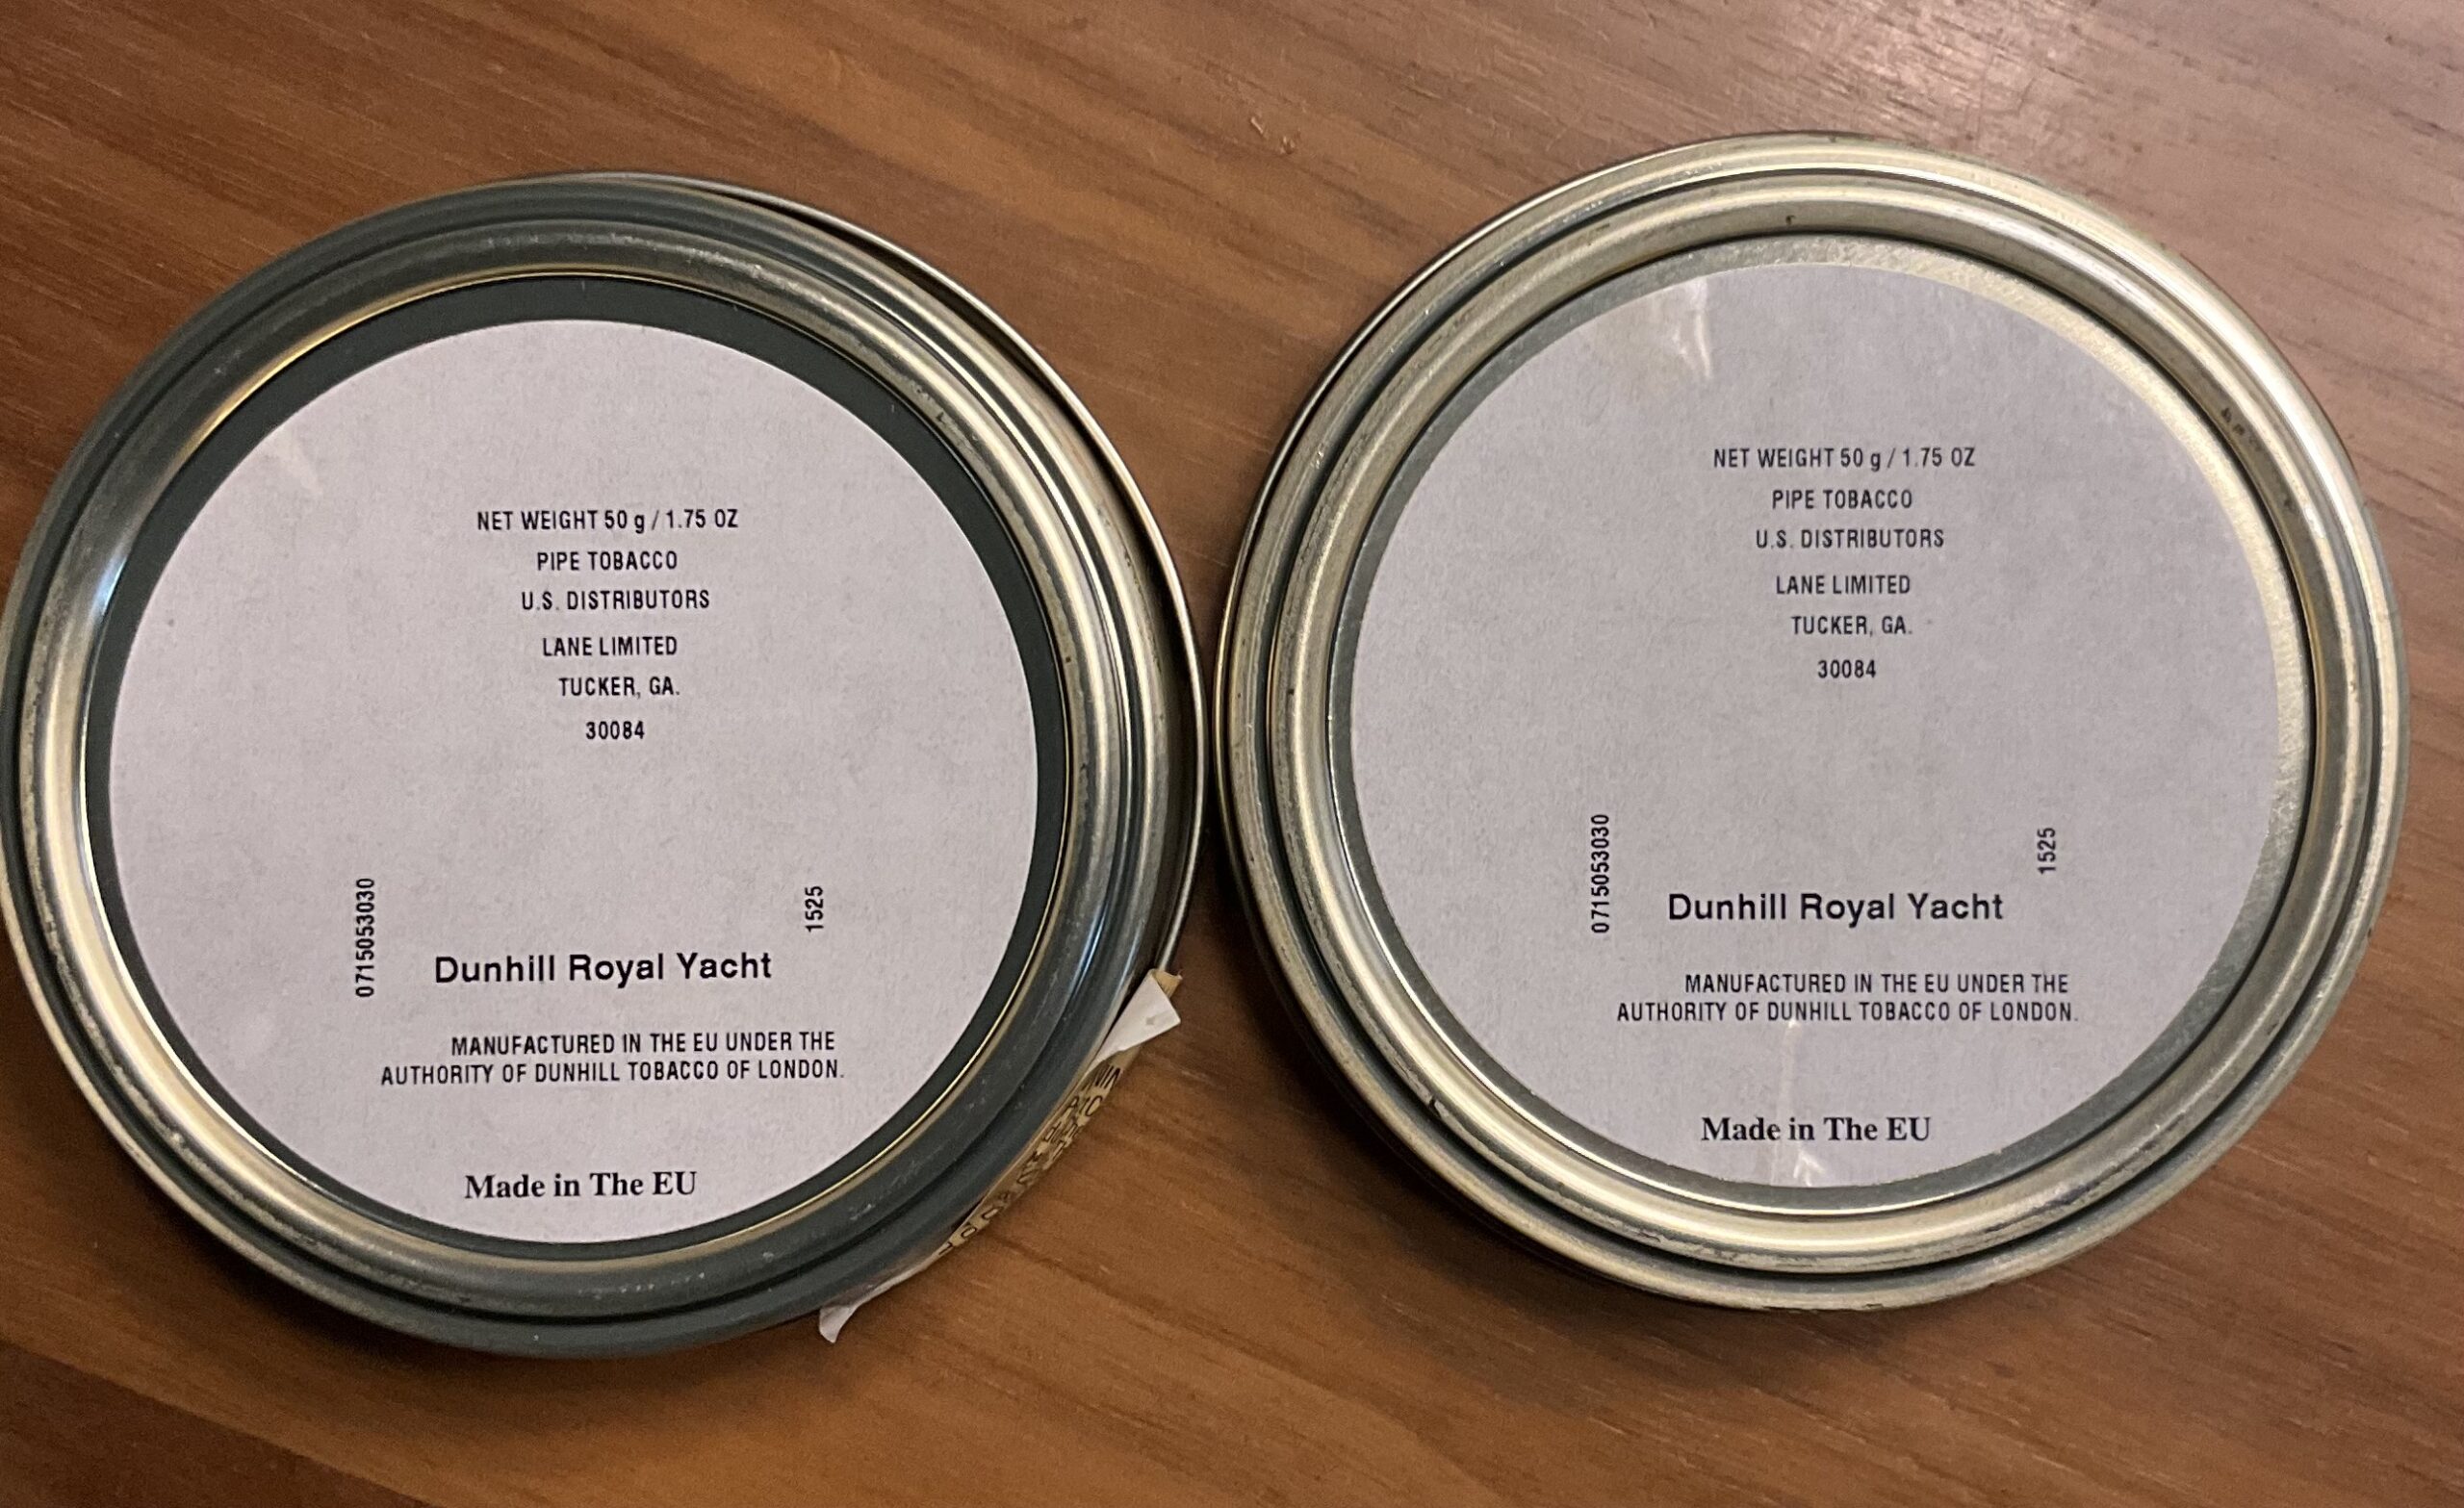 NET WEIGHT 50 g / 1.75 OZ
PIPE TOBACCO
U.S. DISTRIBUTORS
LANE LIMITED
TUCKER, GA.
30084
0715053030
1525
Dunhill Royal Yacht
MANUFACTURED IN THE EU UNDER THE
AUTHORITY OF DUNHILL TOBACCO OF LONDON.
Made in The EU
NET WEIGHT 50 g / 1.75 OZ
PIPE TOBACCO
U.S. DISTRIBUTORS
LANE LIMITED
TUCKER, GA.
30084
0715053030
1525
Dunhill Royal Yacht
MANUFACTURED IN THE EU UNDER THE
AUTHORITY OF DUNHILL TOBACCO OF LONDON.
Made in The EU